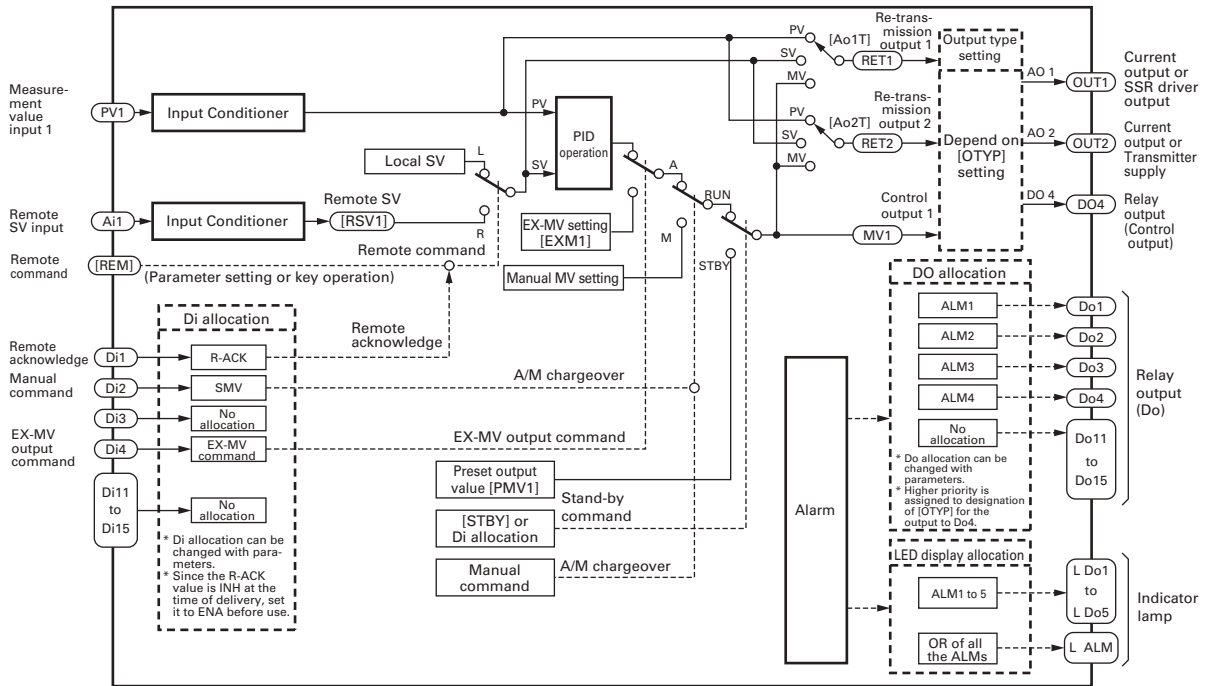 Measure-
ment
value
input 1
PV1
Input Conditioner
PV
PID
operation
Local SV
L
SV
Remote
SV input
Ai1
Input Conditioner
Remote SV
[RSV1]
R
Remote command
Remote
command
[REM]
(Parameter setting or key operation)
EX-MV setting
[EXM1]
Manual MV setting
A
M
RUN
STBY
PV
SV
MV
[Ao1T]
Re-trans-
mission
output 1
RET1
PV
SV
MV
[Ao2T]
Re-trans-
mission
output 2
RET2
Control
output 1
MV1
Output type
setting
Depend on
[OTYP]
setting
AO 1
OUT1
Current
output or
SSR driver
output
AO 2
OUT2
Current
output or
Transmitter
supply
DO 4
DO4
Relay
output
(Control
output)
Di allocation
Remote
acknowledge
Di1
R-ACK
Remote
acknowledge
Manual
command
Di2
SMV
A/M chargeover
Di3
No
allocation
EX-MV
output
command
Di4
EX-MV
command
EX-MV output command
Di11
to
Di15
No
allocation
* Di allocation can be
changed with para-
meters.
* Since the R-ACK
value is INH at the
time of delivery, set
it to ENA before use.
Preset output
value [PMV1]
[STBY] or
Di allocation
Stand-by
command
Manual
command
A/M chargeover
Alarm
DO allocation
ALM1
Do1
ALM2
Do2
ALM3
Do3
ALM4
Do4
No
allocation
Do11
to
Do15
Relay
output
(Do)
* Do allocation can be
changed with
parameters.
* Higher priority is
assigned to designation
of [OTYP] for the
output to Do4.
LED display allocation
ALM1 to 5
L Do1
to
L Do5
OR of all
the ALMs
L ALM
Indicator
lamp